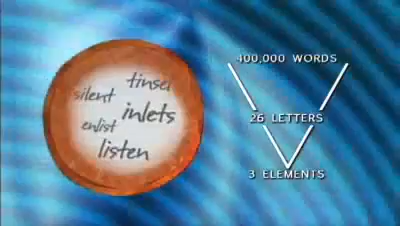 tinsel
silent
inlets
enlist
listen
400,000 WORDS
26 LETTERS
3 ELEMENTS